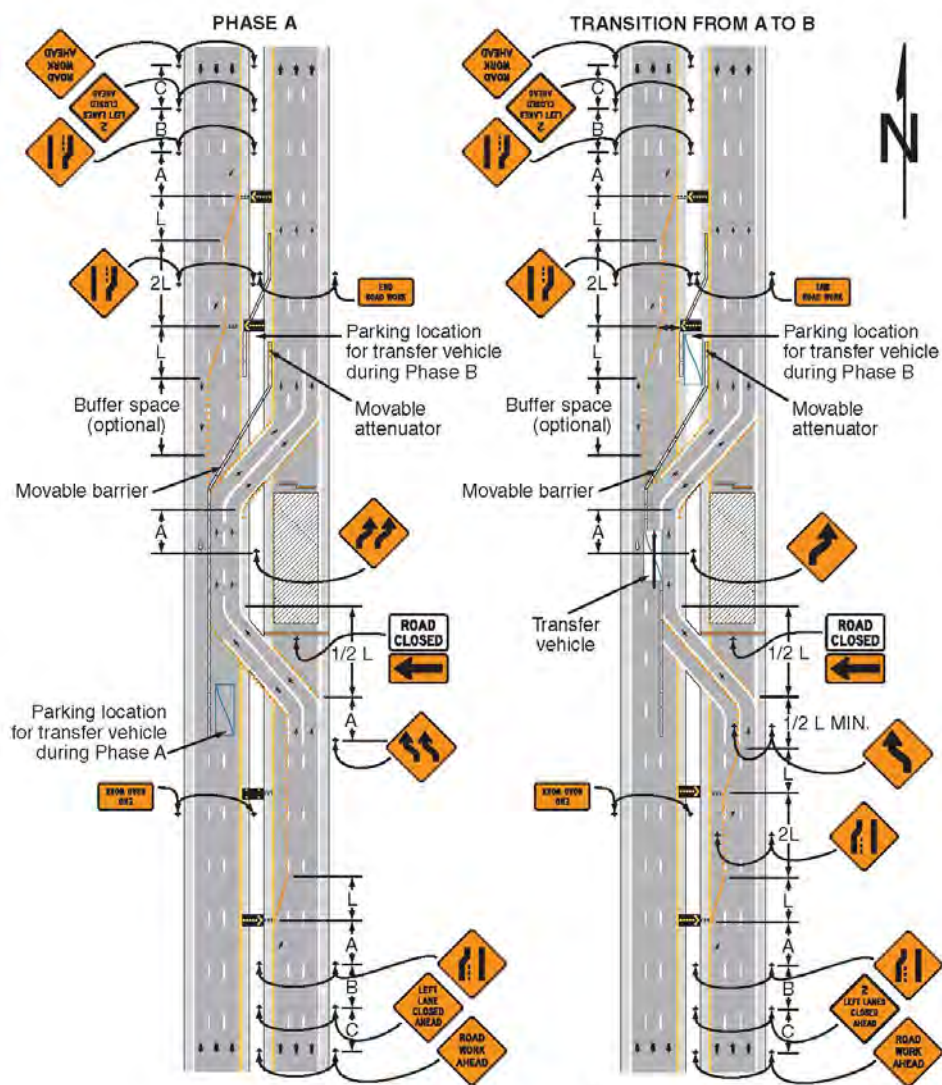 PHASE A
ROAD
WORK
AHEAD
2
LEFT LANES
CLOSED
AHEAD
C
B
A
L
2L
L
END
ROAD WORK
Parking location
for transfer vehicle
during Phase B
Buffer space
(optional)
Movable
attenuator
Movable barrier
A
ROAD
CLOSED
1/2 L
Parking location
for transfer vehicle
during Phase A
A
END
ROAD WORK
L
A
B
C
LEFT
LANE
CLOSED
AHEAD
ROAD
WORK
AHEAD
TRANSITION FROM A TO B
N
ROAD
WORK
AHEAD
2
LEFT LANES
CLOSED
AHEAD
C
B
A
L
2L
L
END
ROAD WORK
Parking location
for transfer vehicle
during Phase B
Buffer space
(optional)
Movable
attenuator
Movable barrier
A
Transfer
vehicle
ROAD
CLOSED
1/2 L
1/2 L MIN.
END
ROAD WORK
L
2L
L
A
B
C
2
LEFT LANES
CLOSED
AHEAD
ROAD
WORK
AHEAD